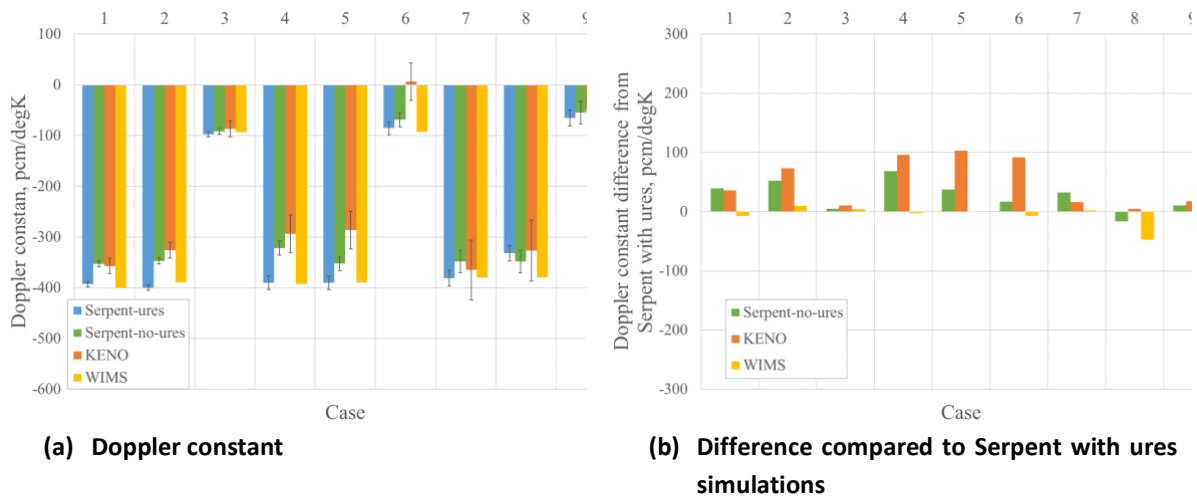 1 2 3 4 5 6 7 8 9
100
0
-100
-200
-300
-400
-500
-600
Doppler constan, pcm/degK
Serpent-ures
Serpent-no-ures
KENO
WIMS
Case
(a) Doppler constant
1 2 3 4 5 6 7 8 9
300
200
100
0
-100
-200
-300
Doppler constant difference from
Serpent with ures, pcm/degK
Serpent-no-ures
KENO
WIMS
Case
(b) Difference compared to Serpent with ures
simulations